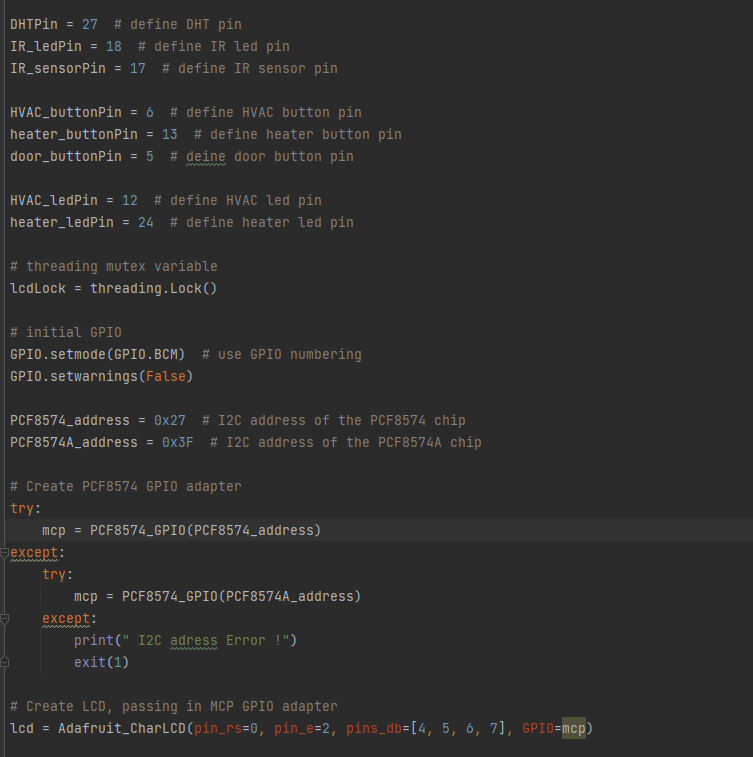 DHTPin = 27  # define DHT pin
IR_ledPin = 18  # define IR led pin
IR_sensorPin = 17  # define IR sensor pin
HVAC_buttonPin = 6  # define HVAC button pin
heater_buttonPin = 13  # define heater button pin
door_buttonPin = 5  # deine door button pin
HVAC_ledPin = 12  # define HVAC led pin
heater_ledPin = 24  # define heater led pin
# threading mutex variable
lcdLock = threading.Lock()
# initial GPIO
GPIO.setmode(GPIO.BCM)  # use GPIO numbering
GPIO.setwarnings(False)
PCF8574_address = 0x27  # I2C address of the PCF8574 chip
PCF8574A_address = 0x3F  # I2C address of the PCF8574A chip
# Create PCF8574 GPIO adapter
try:
    mcp = PCF8574_GPIO(PCF8574_address)
except:
    try:
        mcp = PCF8574_GPIO(PCF8574A_address)
    except:
        print(" I2C adress Error !")
        exit(1)
# Create LCD, passing in MCP GPIO adapter
lcd = Adafruit_CharLCD(pin_rs=0, pin_e=2, pins_db=[4, 5, 6, 7], GPIO=mcp)